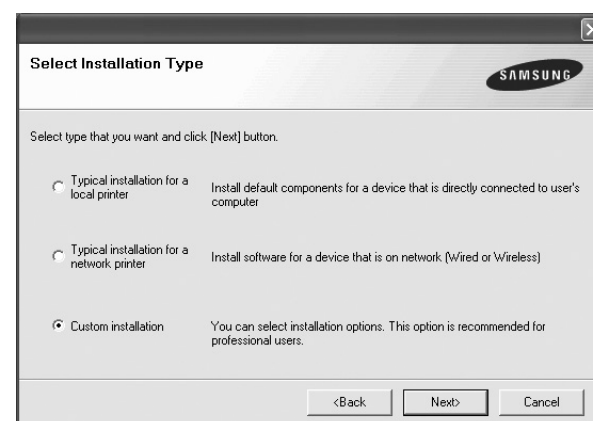 Select Installation Type
SAMSUNG
Select type that you want and click [Next] button.
Typical installation for a
local printer
Install default components for a device that is directly connected to user's
computer
Typical installation for a
network printer
Install software for a device that is on network (Wired or Wireless)
Custom installation
You can select installation options. This option is recommended for
professional users.
<Back
Next>
Cancel